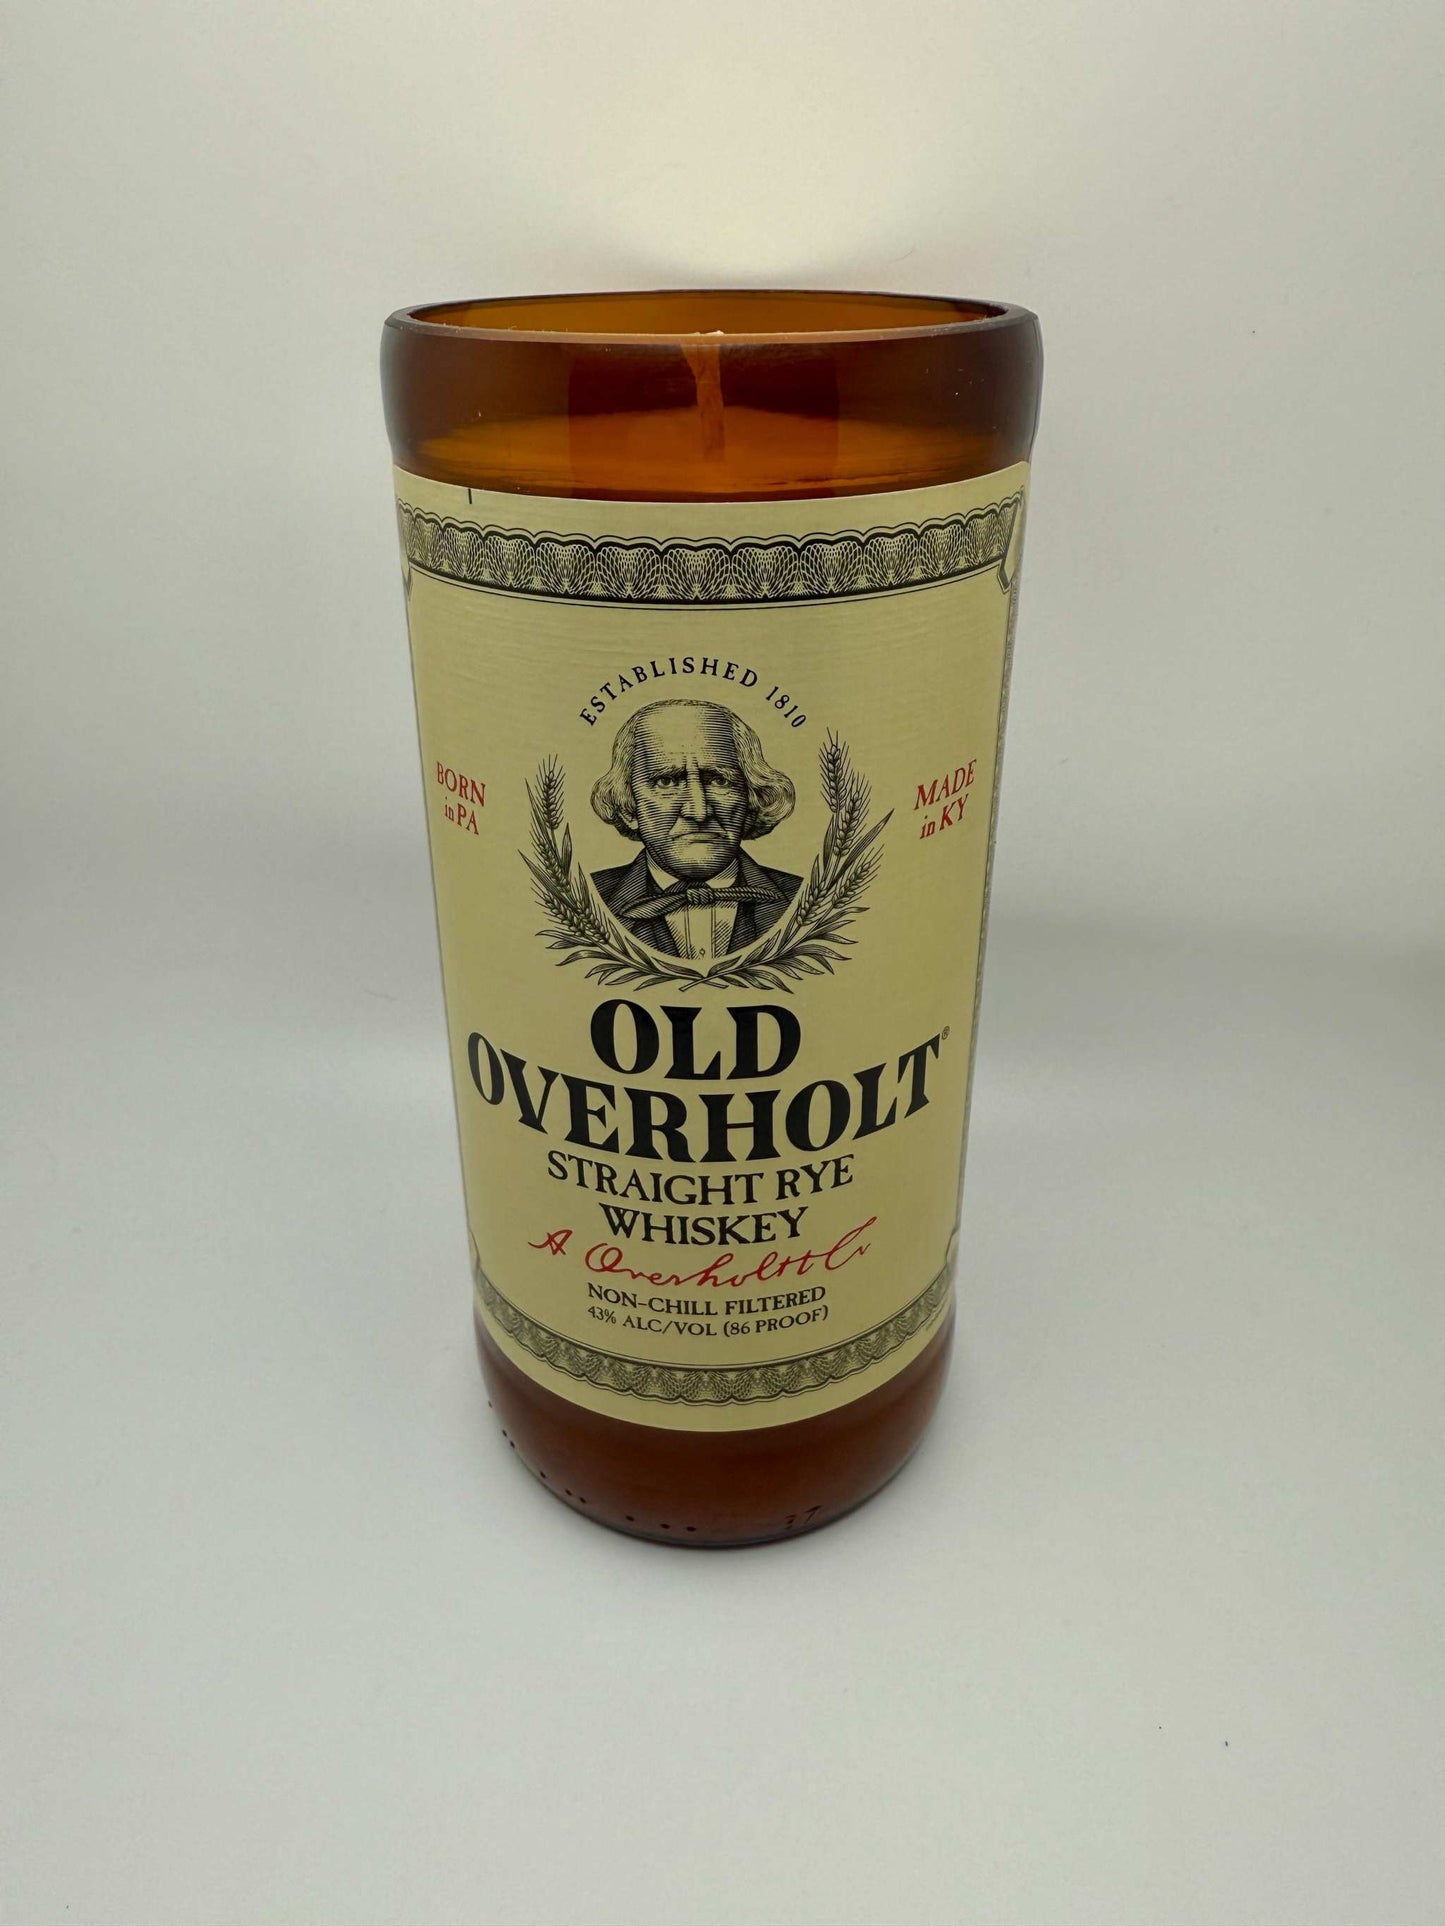 ESTABLISHED 1810
BORN
in PA
MADE
in KY
OLD
OVERHOLT®
STRAIGHT RYE
WHISKEY
A Overholt & Co
NON-CHILL FILTERED
43% ALC/VOL (86 PROOF)
37